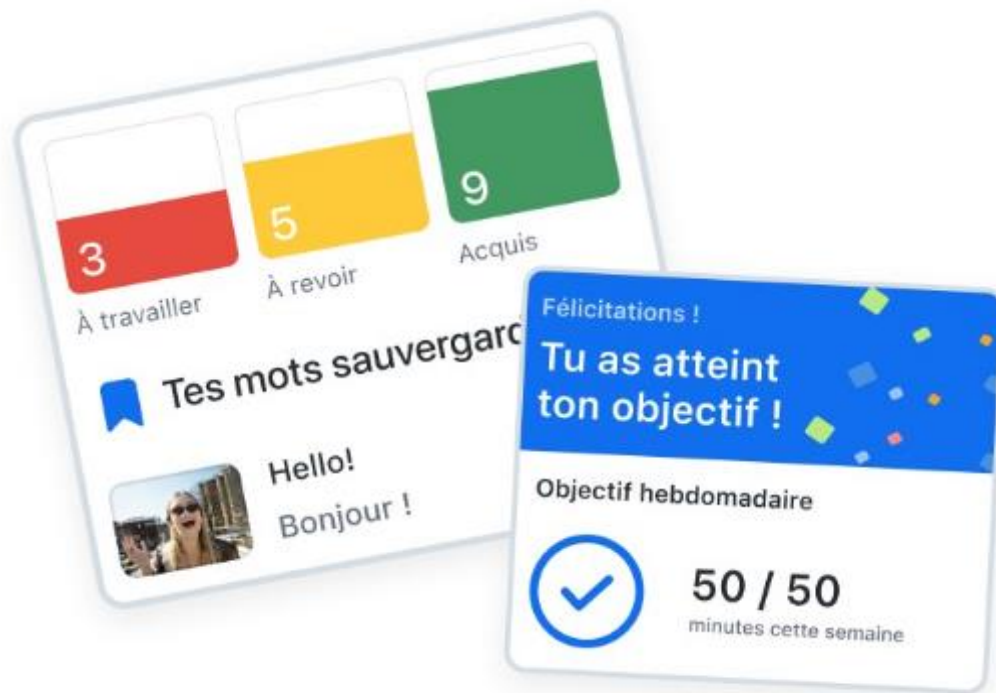 3
5
9
À travailler
À revoir
Acquis
Tes mots
Hello!
Bonjour !
Félicitations !
Tu as atteint
ton objectif !
Objectif hebdomadaire
50 / 50
minutes cette semaine